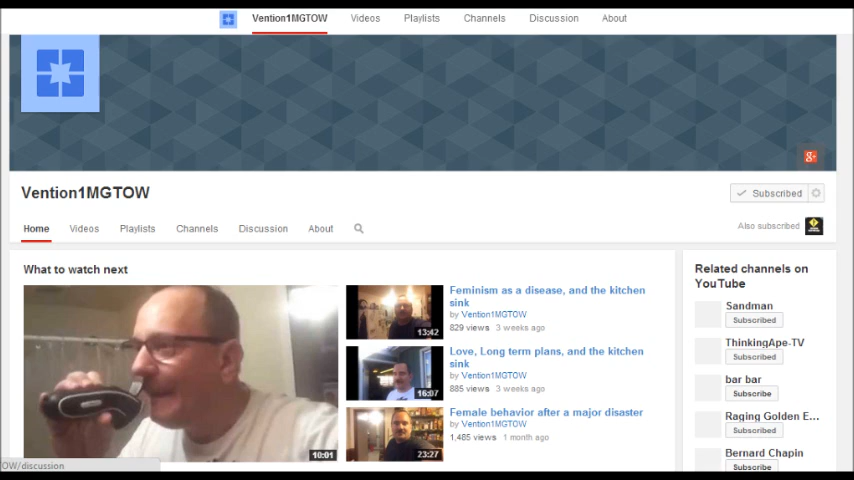 Vention1MGTOW Videos Playlists Channels Discussion About
g+
Vention1MGTOW
Subscribed
Home Videos Playlists Channels Discussion About
Also subscribed
What to watch next
10:01
Feminism as a disease, and the kitchen
sink
by Vention1MGTOW
829 views 3 weeks ago
13:42
Love, Long term plans, and the kitchen
sink
by Vention1MGTOW
885 views 3 weeks ago
16:07
Female behavior after a major disaster
by Vention1MGTOW
1,485 views 1 month ago
23:27
Related channels on
YouTube
Sandman
Subscribed
ThinkingApe-TV
Subscribed
bar bar
Subscribe
Raging Golden E...
Subscribed
Bernard Chapin
Subscribe
OW/discussion